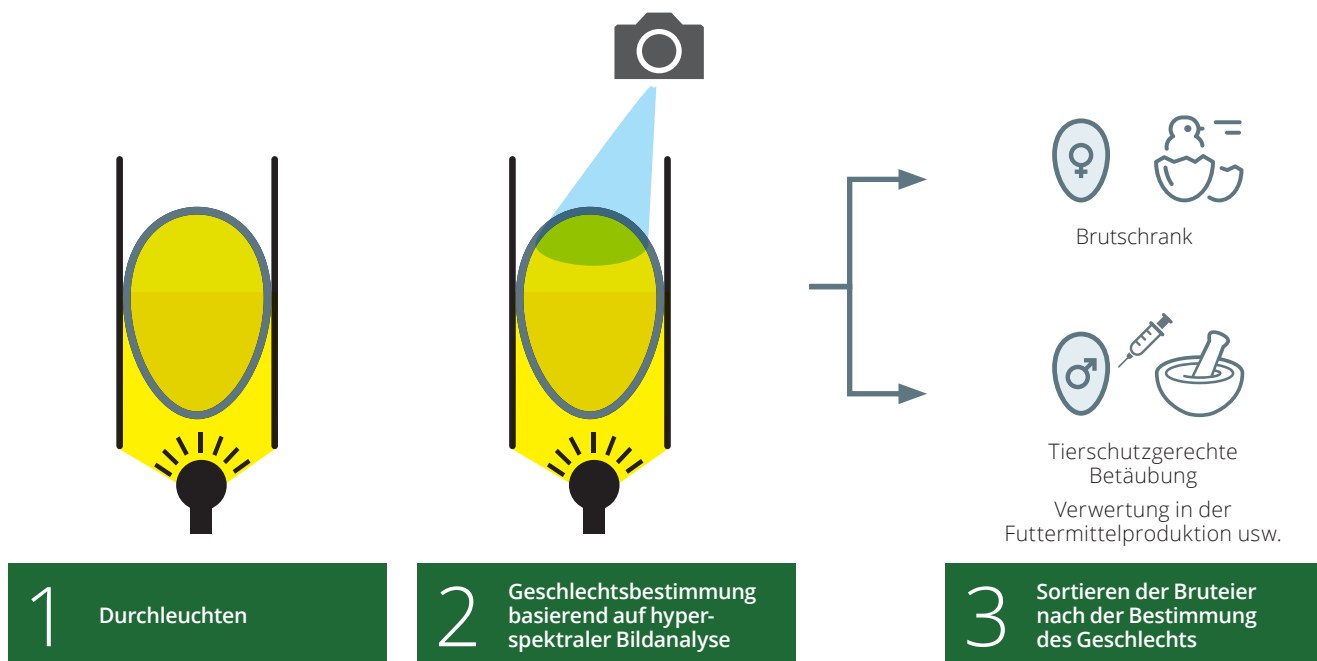 Brutschrank
Tierschutzgerechte
Betäubung
Verwertung in der
Futtermittelproduktion usw.
1
Durchleuchten
2
Geschlechtsbestimmung
basierend auf hyper-
spektraler Bildanalyse
3
Sortieren der Bruteier
nach der Bestimmung
des Geschlechts